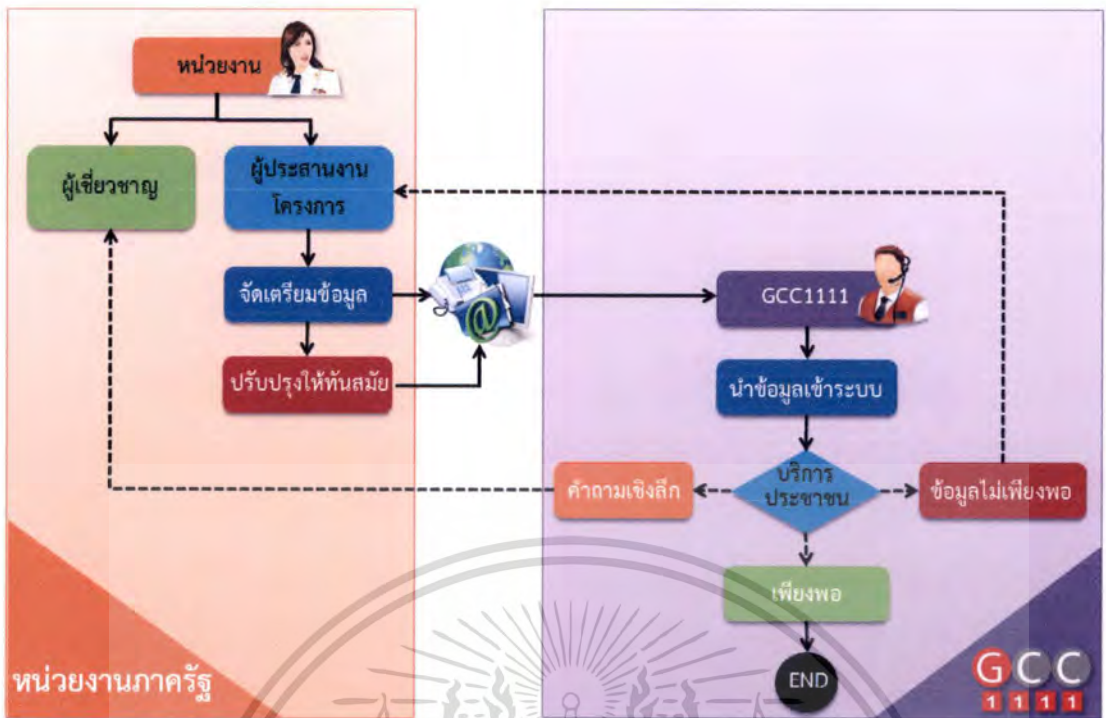 หน่วยงาน
ผู้เชี่ยวชาญ
ผู้ประสานงาน
โครงการ
จัดเตรียมข้อมูล
ปรับปรุงให้ทันสมัย
@
หน่วยงานภาครัฐ
GCC1111
นำข้อมูลเข้าระบบ
บริการ
ประชาชน
คำถามเชิงลึก
ข้อมูลไม่เพียงพอ
เพียงพอ
END
GCC
1111